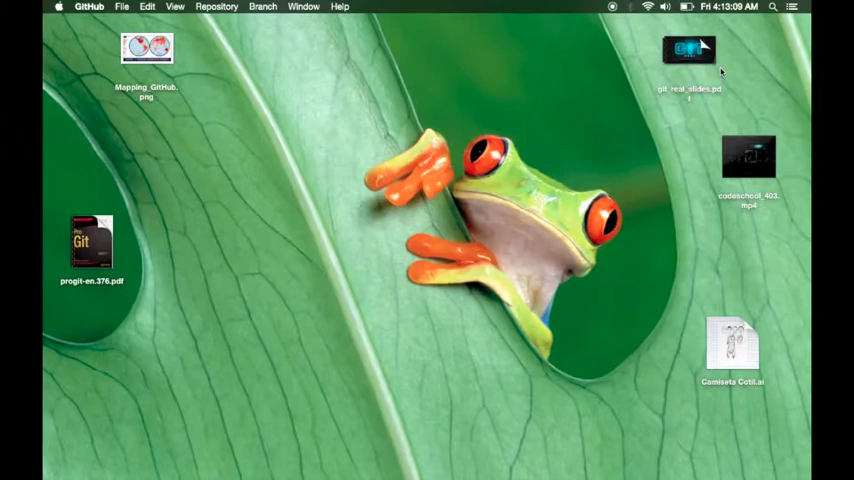 GitHub File Edit View Repository Branch Window Help Fri 4:13:09 AM
Mapping_GitHub.
png
git_real_slides.pd
f
codeschool_403.
mp4
Pro
Git
progit-en.376.pdf
Camiseta Cotil.ai